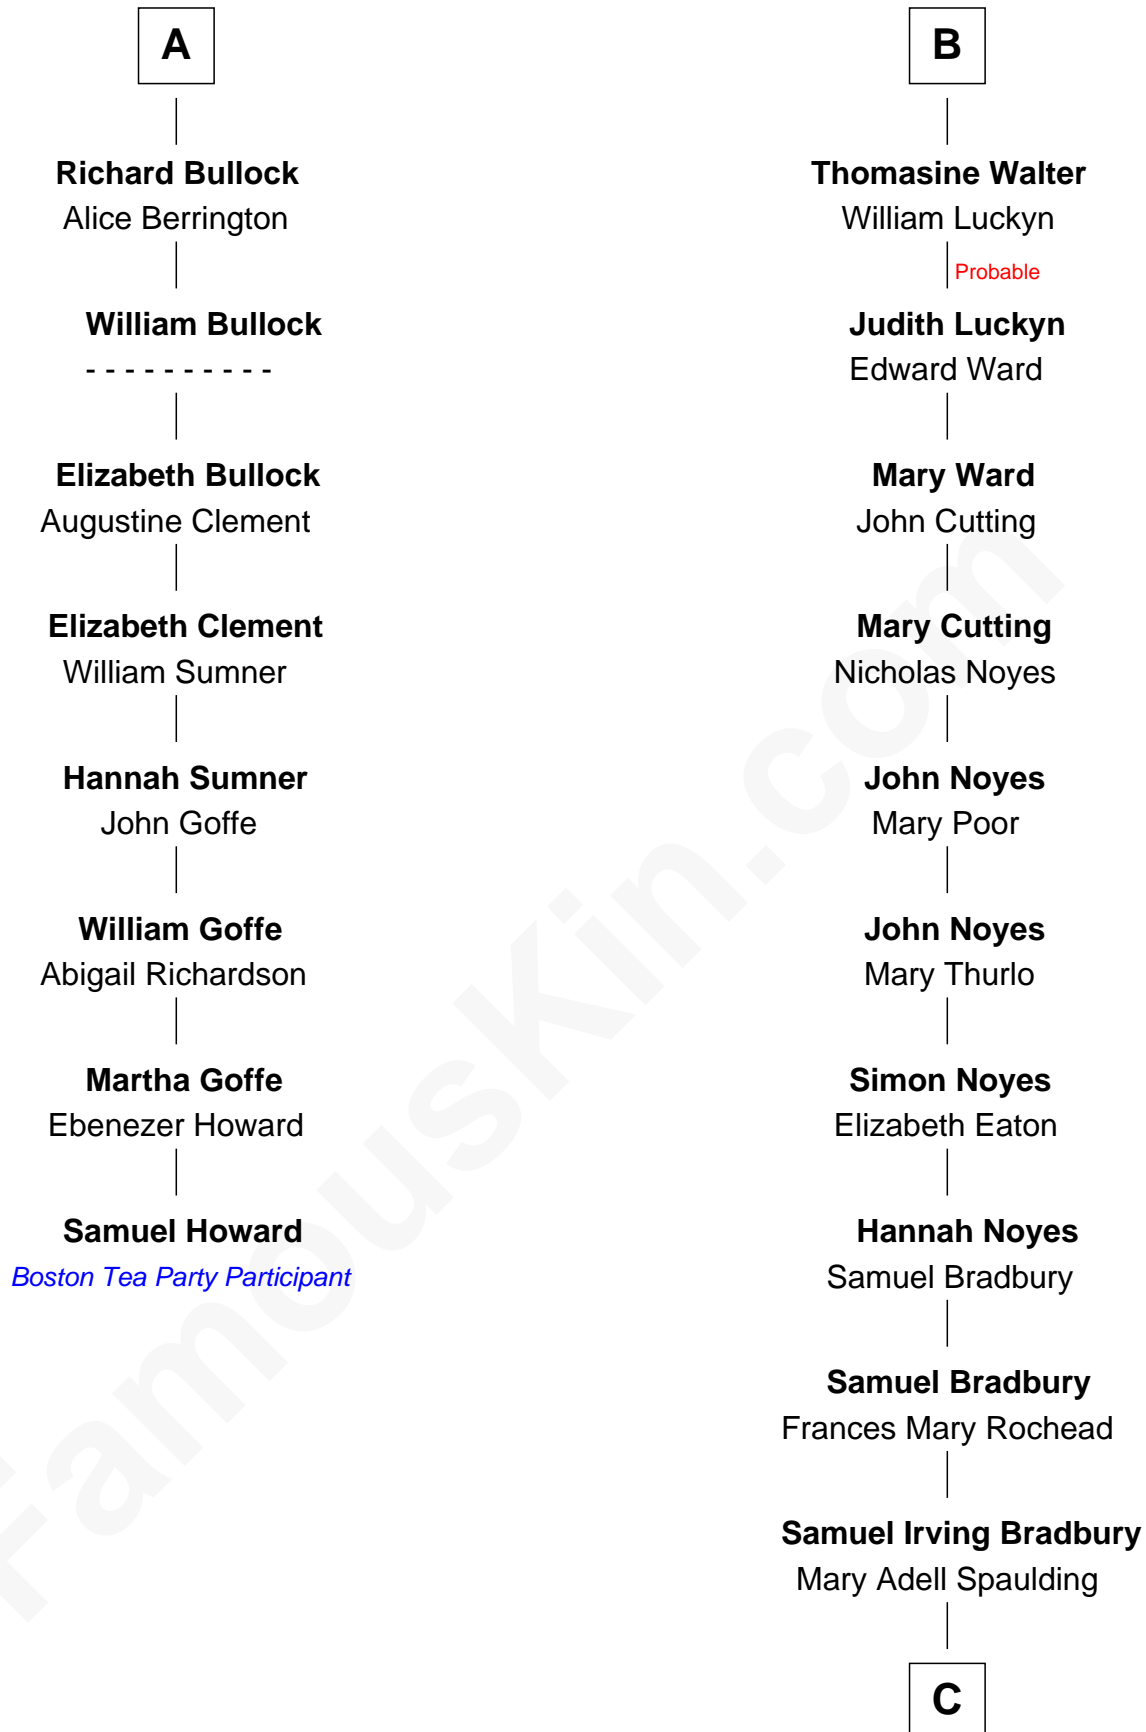 A
Richard Bullock
Alice Berrington
William Bullock
- - - - - - - - - -
Elizabeth Bullock
Augustine Clement
Elizabeth Clement
William Sumner
Hannah Sumner
John Goffe
William Goffe
Abigail Richardson
Martha Goffe
Ebenezer Howard
Samuel Howard
Boston Tea Party Participant
B
Thomasine Walter
William Luckyn
Probable
Judith Luckyn
Edward Ward
Mary Ward
John Cutting
Mary Cutting
Nicholas Noyes
John Noyes
Mary Poor
John Noyes
Mary Thurlo
Simon Noyes
Elizabeth Eaton
Hannah Noyes
Samuel Bradbury
Samuel Bradbury
Frances Mary Rochead
Samuel Irving Bradbury
Mary Adell Spaulding
C
FamousKin.com